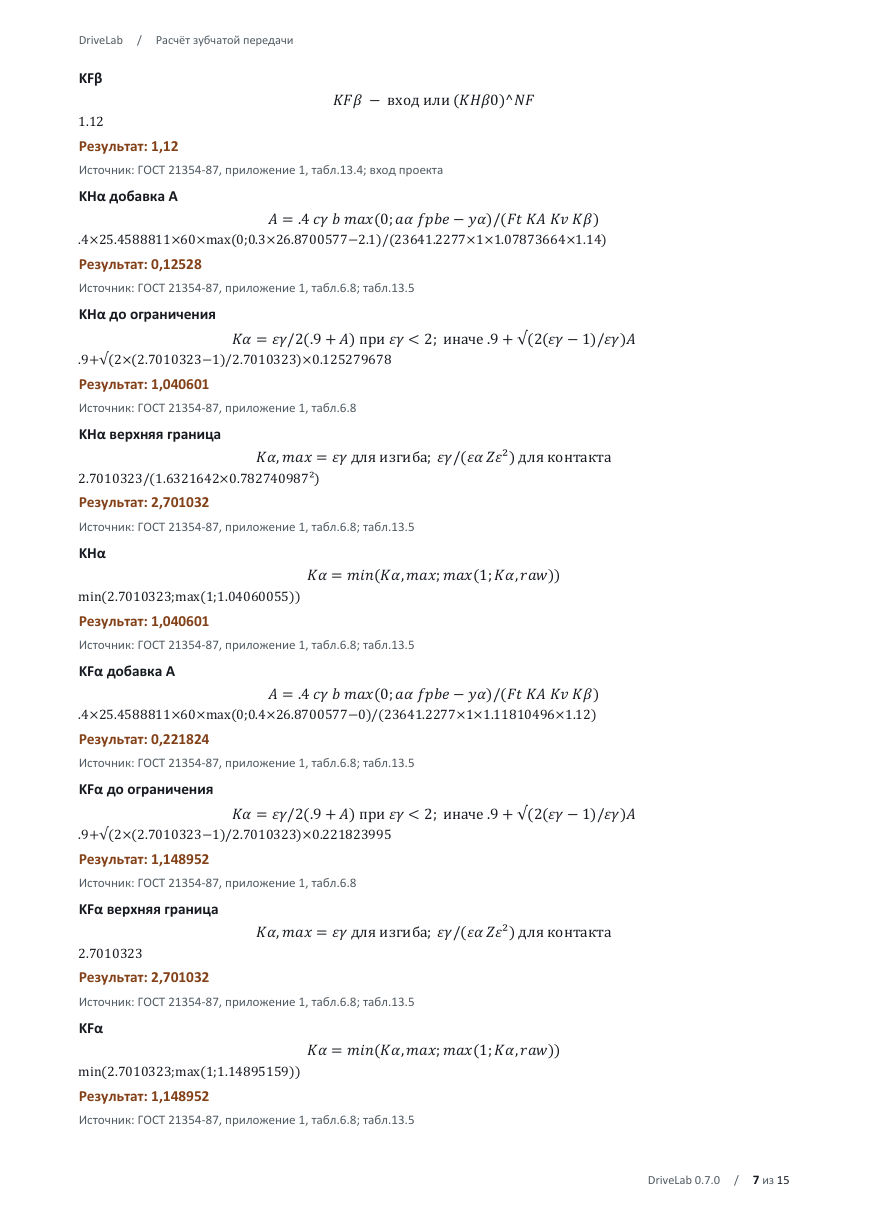 DriveLab / Расчёт зубчатой передачи
KFβ
KFβ − вход или (KHβ0)^NF
1.12
Результат: 1,12
Источник: ГОСТ 21354-87, приложение 1, табл.13.4; вход проекта
KHα добавка A
A = .4 cγ b max(0; aα fpbe − yα)/(Ft KA Kv Kβ)
.4×25.4588811×60×max(0;0.3×26.8700577−2.1)/(23641.2277×1×1.07873664×1.14)
Результат: 0,12528
Источник: ГОСТ 21354-87, приложение 1, табл.6.8; табл.13.5
KHα до ограничения
Kα = εγ/2(.9 + A) при εγ < 2; иначе .9 + √(2(εγ − 1)/εγ)A
.9+√(2×(2.7010323−1)/2.7010323)×0.125279678
Результат: 1,040601
Источник: ГОСТ 21354-87, приложение 1, табл.6.8
KHα верхняя граница
Kα, max = εγ для изгиба; εγ/(εα Zε²) для контакта
2.7010323/(1.6321642×0.782740987²)
Результат: 2,701032
Источник: ГОСТ 21354-87, приложение 1, табл.6.8; табл.13.5
KHα
Kα = min(Kα, max; max(1; Kα, raw))
min(2.7010323;max(1;1.04060055))
Результат: 1,040601
Источник: ГОСТ 21354-87, приложение 1, табл.6.8; табл.13.5
KFα добавка A
A = .4 cγ b max(0; aα fpbe − yα)/(Ft KA Kv Kβ)
.4×25.4588811×60×max(0;0.4×26.8700577−0)/(23641.2277×1×1.11810496×1.12)
Результат: 0,221824
Источник: ГОСТ 21354-87, приложение 1, табл.6.8; табл.13.5
KFα до ограничения
Kα = εγ/2(.9 + A) при εγ < 2; иначе .9 + √(2(εγ − 1)/εγ)A
.9+√(2×(2.7010323−1)/2.7010323)×0.221823995
Результат: 1,148952
Источник: ГОСТ 21354-87, приложение 1, табл.6.8
KFα верхняя граница
Kα, max = εγ для изгиба; εγ/(εα Zε²) для контакта
2.7010323
Результат: 2,701032
Источник: ГОСТ 21354-87, приложение 1, табл.6.8; табл.13.5
KFα
Kα = min(Kα, max; max(1; Kα, raw))
min(2.7010323;max(1;1.14895159))
Результат: 1,148952
Источник: ГОСТ 21354-87, приложение 1, табл.6.8; табл.13.5
DriveLab 0.7.0 / 7 из 15